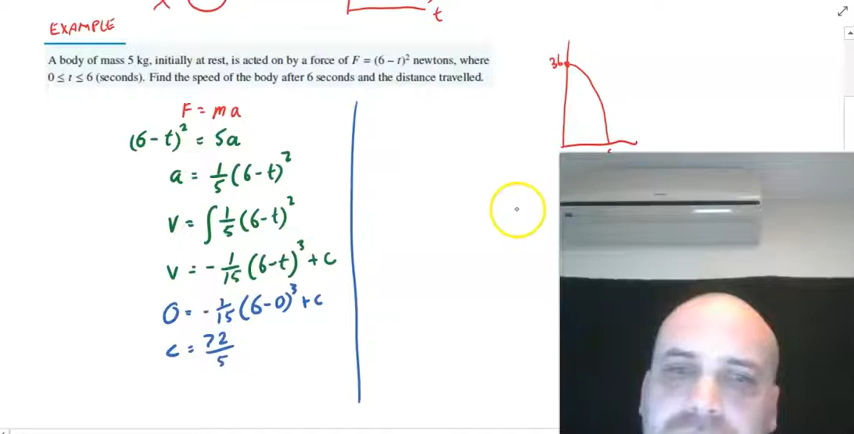 t
EXAMPLE
A body of mass 5 kg, initially at rest, is acted on by a force of F = (6 − t)² newtons, where
0 ≤ t ≤ 6 (seconds). Find the speed of the body after 6 seconds and the distance travelled.
36
F = ma
(6-t)² = 5a
a = 1/5 (6-t)²
v = ∫ 1/5 (6-t)²
v = - 1/15 (6-t)³ + c
0 = - 1/15 (6-0)³ + c
c = 72/5